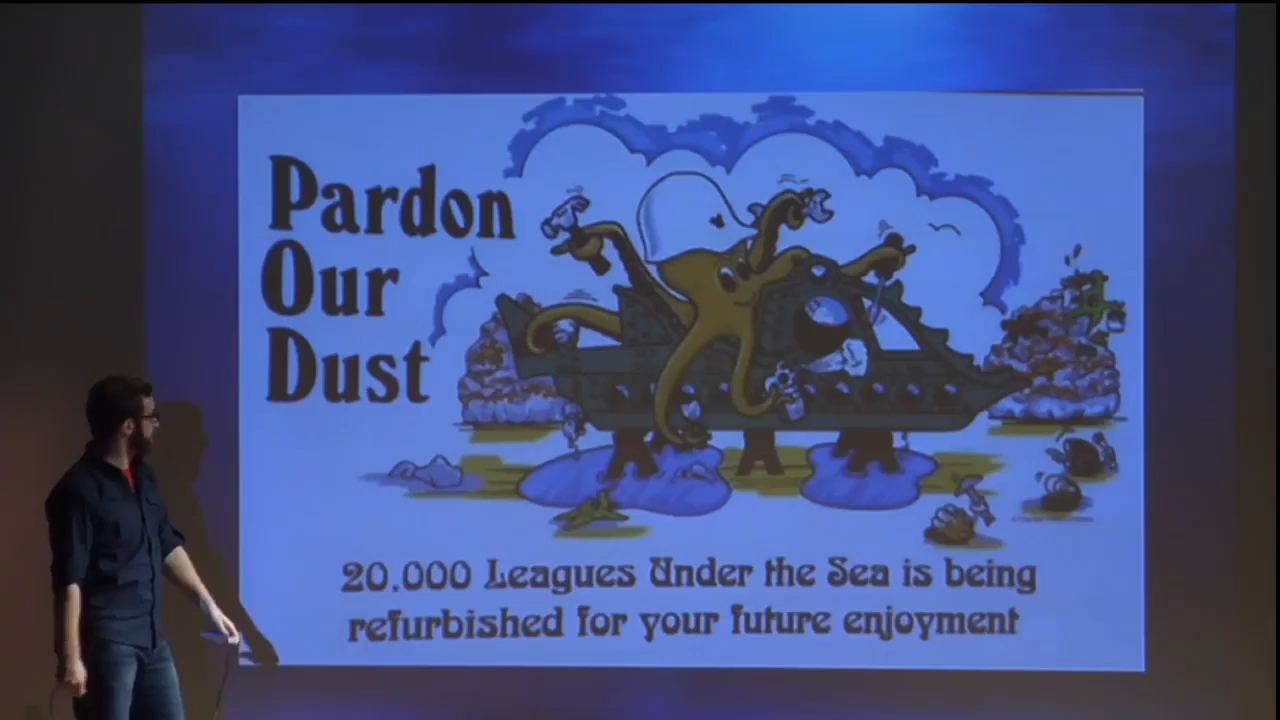 Pardon
Our
Dust
20,000 Leagues Under the Sea is being
refurbished for your future enjoyment